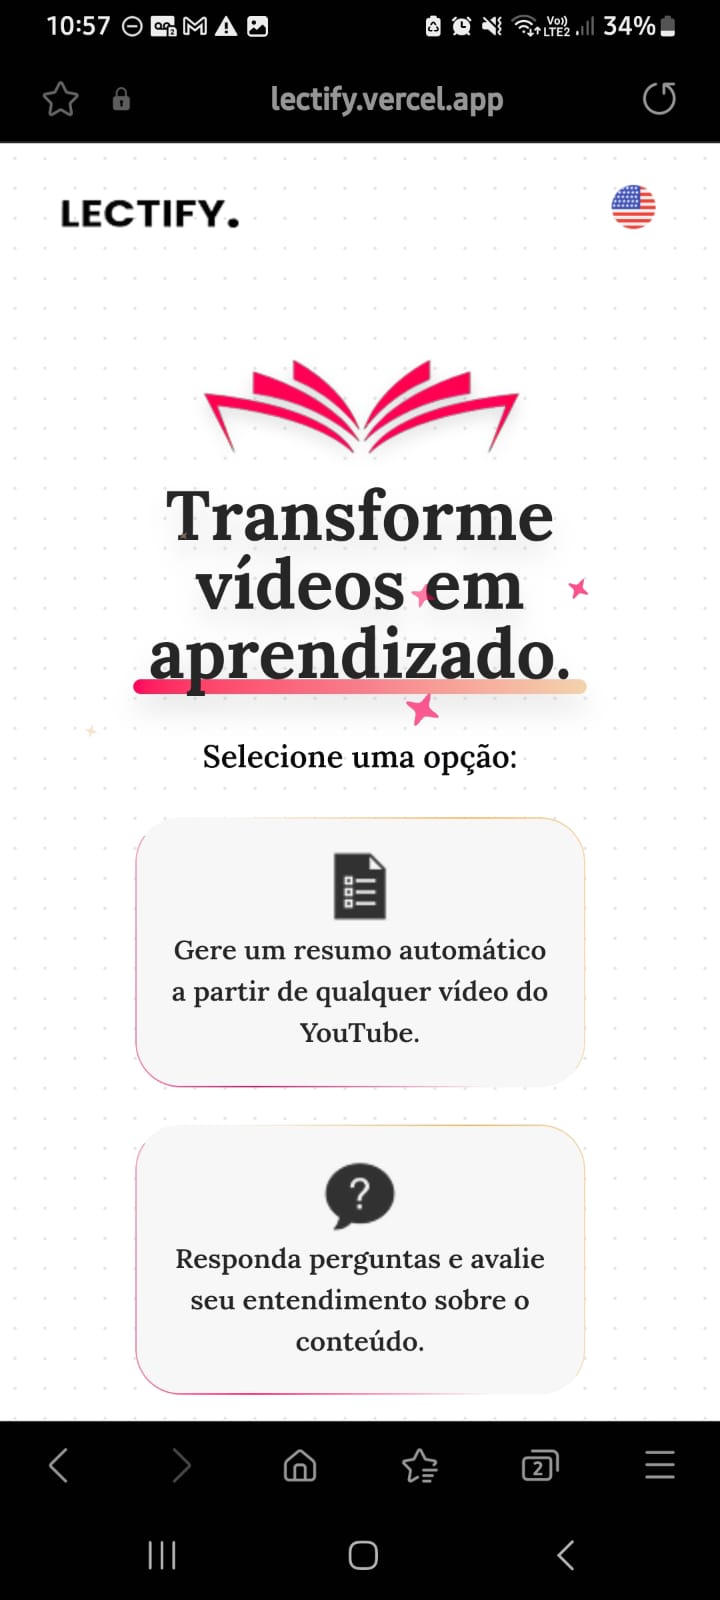 10:57
Vo))
LTE2
34%
lectify.vercel.app
LECTIFY.
Transforme
vídeos em
aprendizado.
Selecione uma opção:
Gere um resumo automático
a partir de qualquer vídeo do
YouTube.
?
Responda perguntas e avalie
seu entendimento sobre o
conteúdo.
2